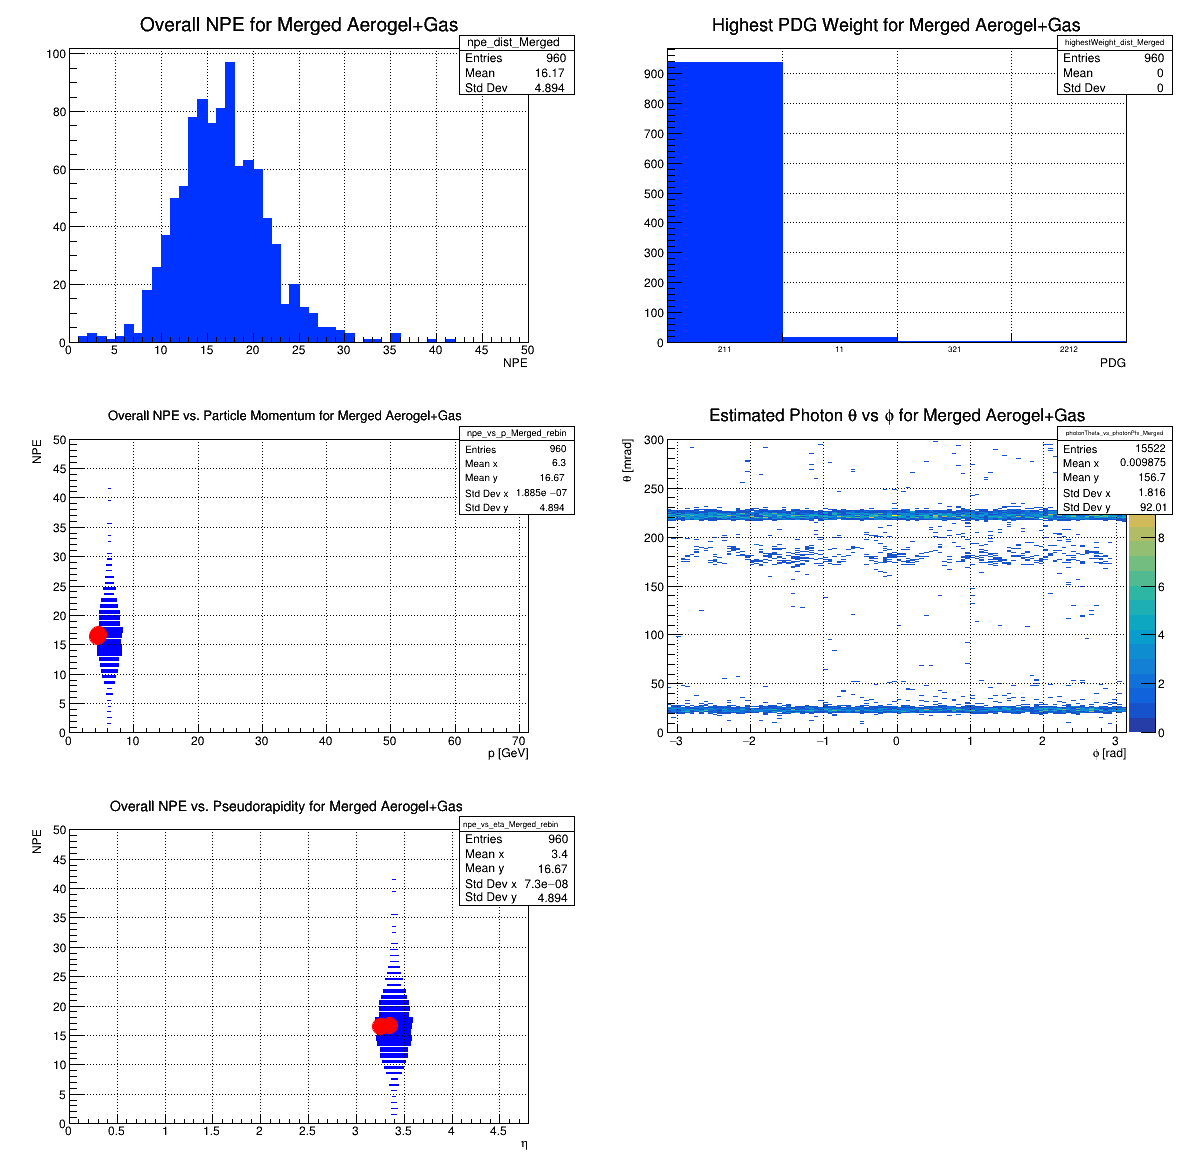 Overall NPE for Merged Aerogel+Gas
npe_dist_Merged
Entries 960
Mean 16.17
Std Dev 4.894
100
80
60
40
20
0
0 5 10 15 20 25 30 35 40 45 50
NPE
Highest PDG Weight for Merged Aerogel+Gas
highestWeight_dist_Merged
Entries 960
Mean 0
Std Dev 0
900
800
700
600
500
400
300
200
100
0
211 11 321 2212
PDG
Overall NPE vs. Particle Momentum for Merged Aerogel+Gas
npe_vs_p_Merged_rebin
Entries 960
Mean x 6.3
Mean y 16.67
Std Dev x 1.885e−07
Std Dev y 4.894
NPE
50
45
40
35
30
25
20
15
10
5
0
0 10 20 30 40 50 60 70
p [GeV]
Estimated Photon θ vs ϕ for Merged Aerogel+Gas
photonTheta_vs_photonPhi_Merged
Entries 15522
Mean x 0.009875
Mean y 156.7
Std Dev x 1.816
Std Dev y 92.01
θ [mrad]
300
250
200
150
100
50
0
−3 −2 −1 0 1 2 3
ϕ [rad]
8
6
4
2
0
Overall NPE vs. Pseudorapidity for Merged Aerogel+Gas
npe_vs_eta_Merged_rebin
Entries 960
Mean x 3.4
Mean y 16.67
Std Dev x 7.3e−08
Std Dev y 4.894
NPE
50
45
40
35
30
25
20
15
10
5
0
0 0.5 1 1.5 2 2.5 3 3.5 4 4.5
η